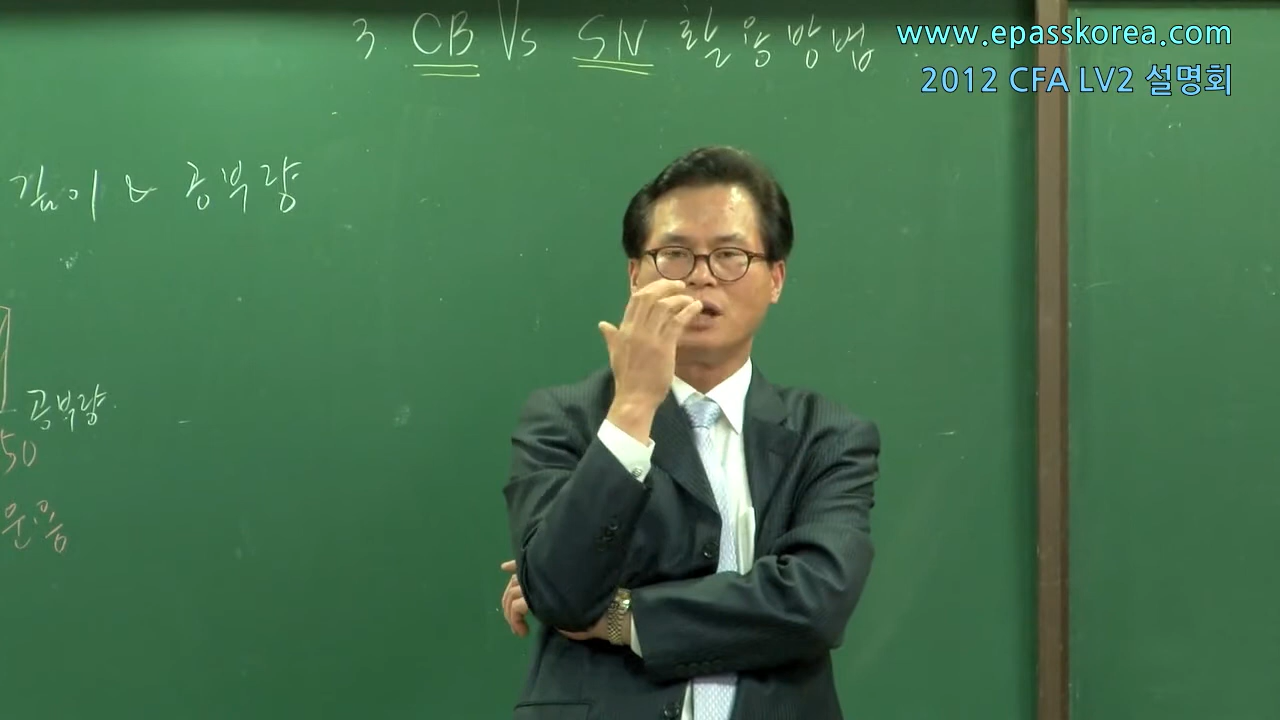 3. CB Vs SN 활용방법
www.epasskorea.com
2012 CFA LV2 설명회
깊이 & 공부량
공부량
50
운용